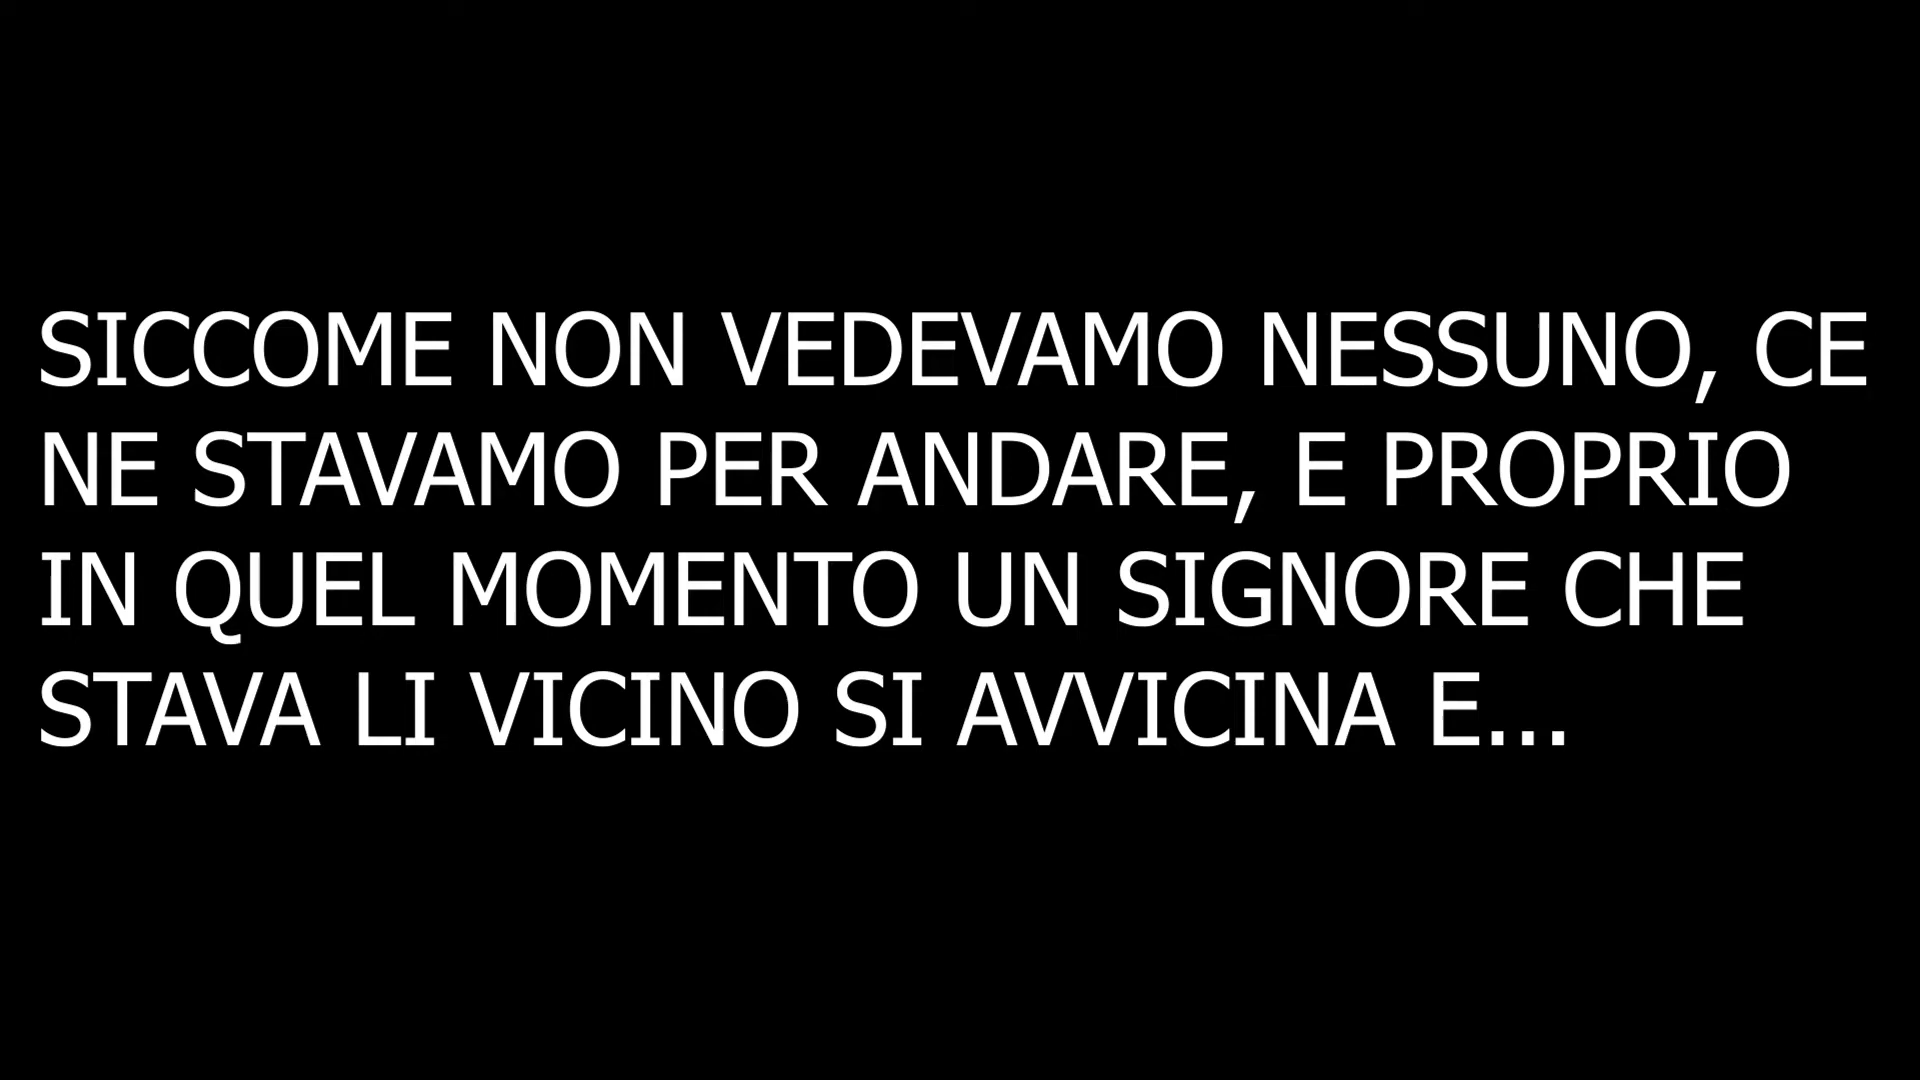 SICCOME NON VEDEVAMO NESSUNO, CE
NE STAVAMO PER ANDARE, E PROPRIO
IN QUEL MOMENTO UN SIGNORE CHE
STAVA LI VICINO SI AVVICINA E...